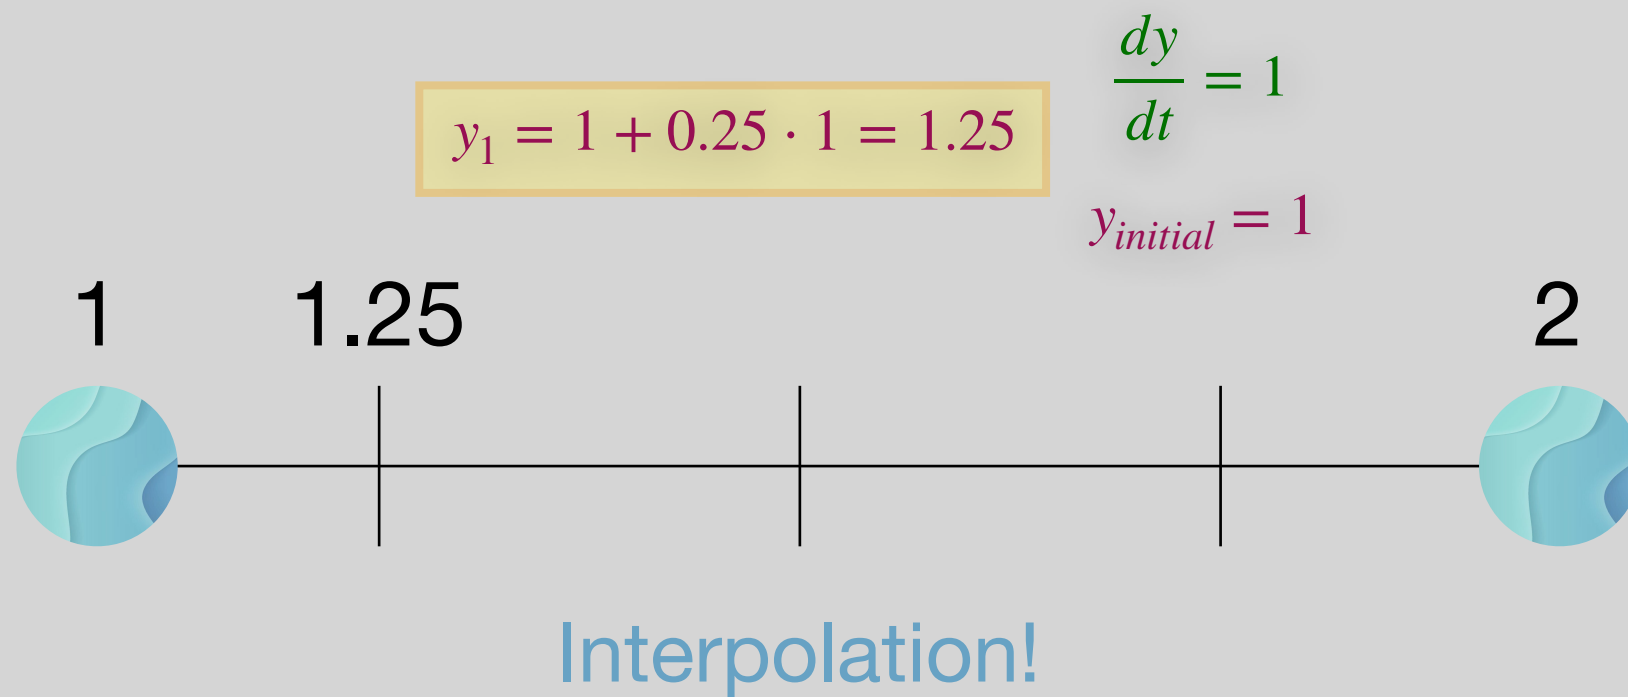 dy/dt = 1
y₁ = 1 + 0.25 · 1 = 1.25
y_initial = 1
1 1.25 2
Interpolation!